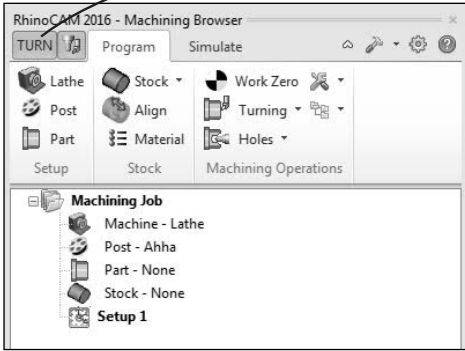 RhinoCAM 2016 - Machining Browser
TURN Program Simulate
Lathe Stock Work Zero
Post Align Turning
Part Material Holes
Setup Stock Machining Operations
Machining Job
Machine - Lathe
Post - Ahha
Part - None
Stock - None
Setup 1